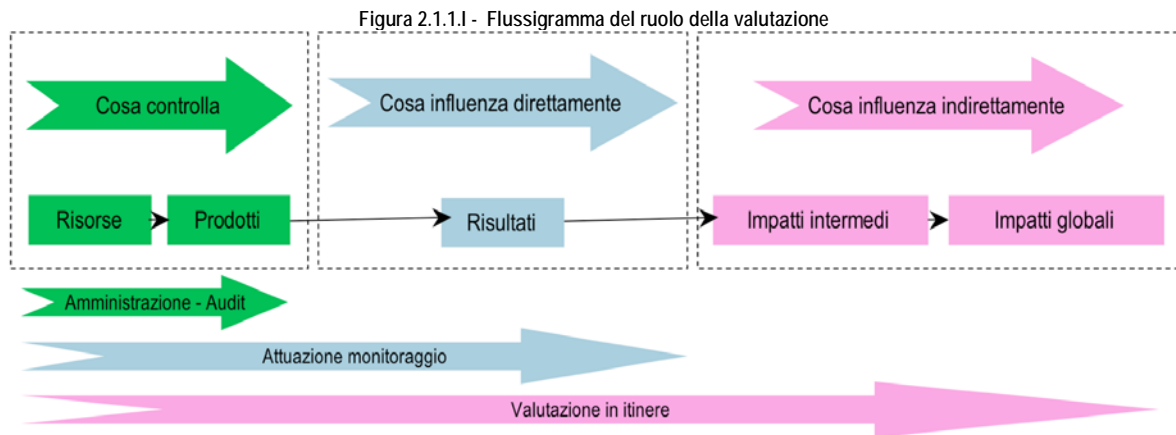 Figura 2.1.1.I - Flussigramma del ruolo della valutazione
Cosa controlla
Cosa influenza direttamente
Cosa influenza indirettamente
Risorse
Prodotti
Risultati
Impatti intermedi
Impatti globali
Amministrazione - Audit
Attuazione monitoraggio
Valutazione in itinere